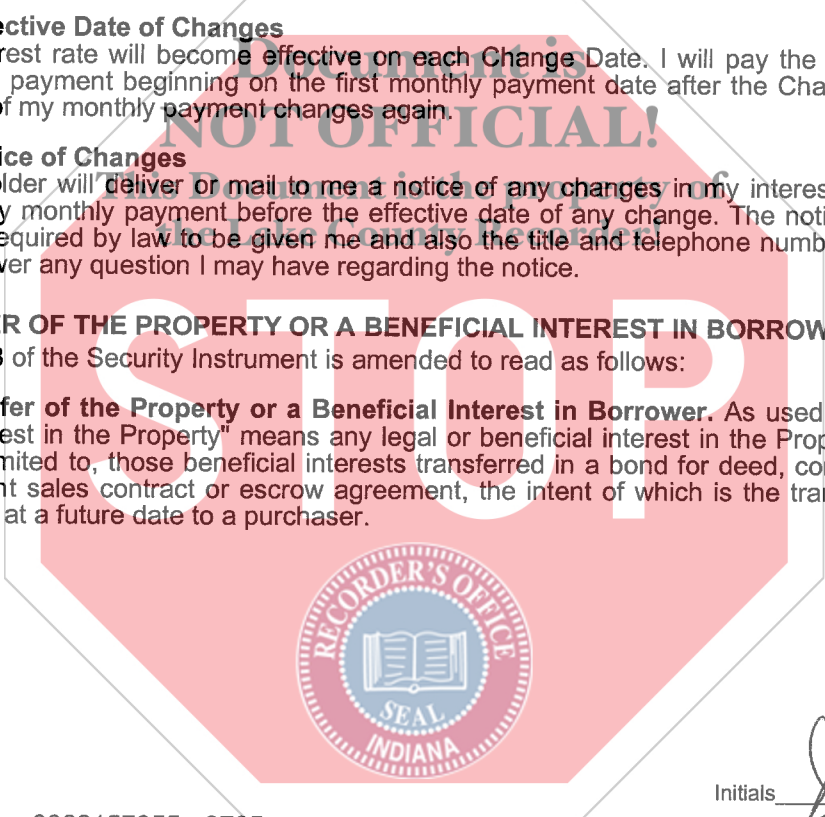 ective Date of Changes
rest rate will become effective on each Change Date. I will pay the
payment beginning on the first monthly payment date after the Cha
f my monthly payment changes again.
ice of Changes
lder will deliver or mail to me a notice of any changes in my interes
y monthly payment before the effective date of any change. The noti
equired by law to be given me and also the title and telephone numb
ver any question I may have regarding the notice.
R OF THE PROPERTY OR A BENEFICIAL INTEREST IN BORROW
of the Security Instrument is amended to read as follows:
fer of the Property or a Beneficial Interest in Borrower. As used
est in the Property" means any legal or beneficial interest in the Prop
mited to, those beneficial interests transferred in a bond for deed, co
nt sales contract or escrow agreement, the intent of which is the tran
at a future date to a purchaser.
Document is
NOT OFFICIAL!
This Document is the property of
the Lake County Recorder!
STOP
RECORDER'S OFFICE
SEAL
INDIANA
Initials